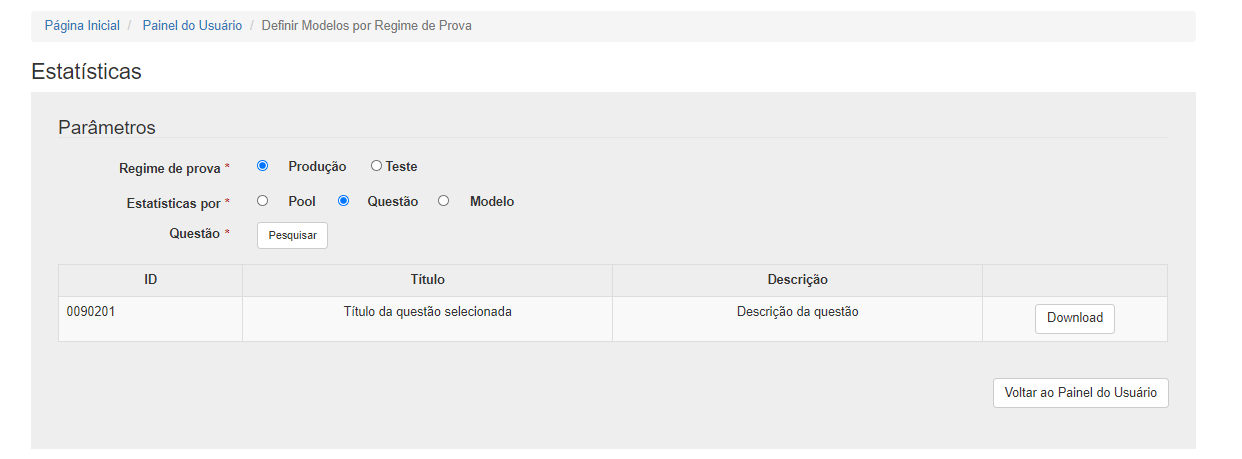 Página Inicial / Painel do Usuário / Definir Modelos por Regime de Prova
Estatísticas
Parâmetros
Regime de prova * Produção Teste
Estatísticas por * Pool Questão Modelo
Questão * Pesquisar
ID Título Descrição
0090201 Título da questão selecionada Descrição da questão Download
Voltar ao Painel do Usuário